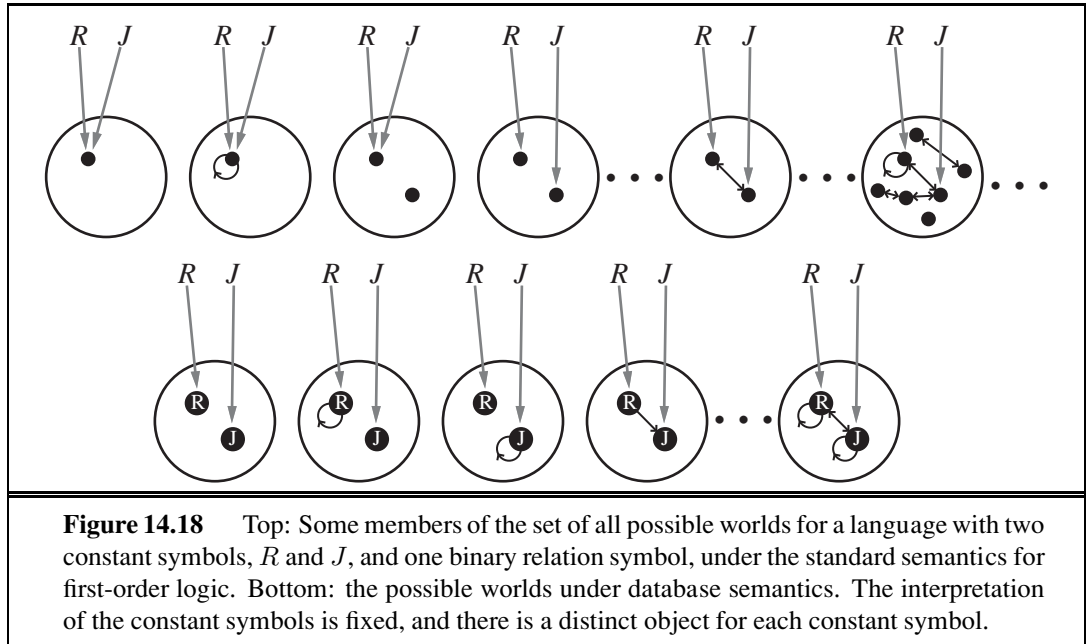 R J R J R J R J R J R J
R J R J R J R J R J
R R R R R
J J J J J
Figure 14.18 Top: Some members of the set of all possible worlds for a language with two
constant symbols, R and J, and one binary relation symbol, under the standard semantics for
first-order logic. Bottom: the possible worlds under database semantics. The interpretation
of the constant symbols is fixed, and there is a distinct object for each constant symbol.